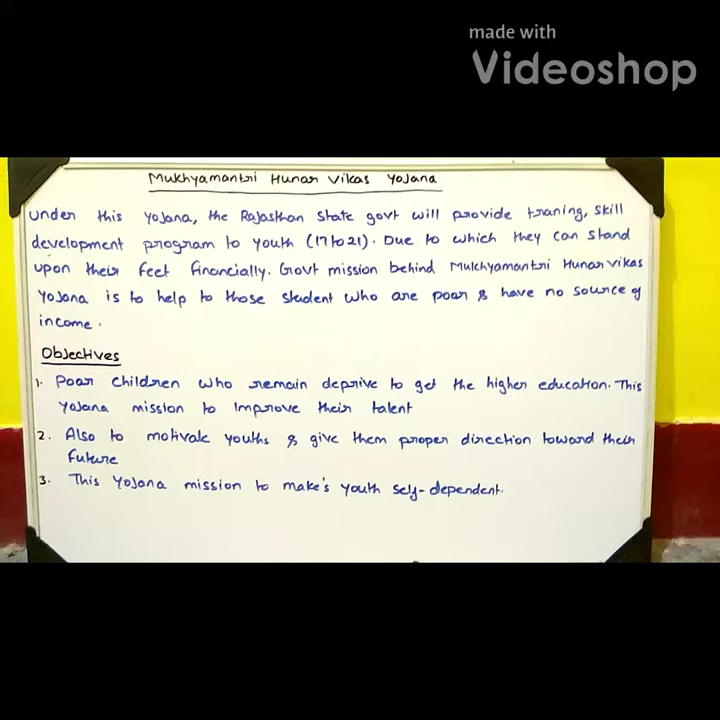 made with
Videoshop
Mukhyamantri Hunar Vikas Yojana
Under this Yojana, the Rajasthan State govt will provide traning, skill
development program to youth (17 to 21). Due to which they can stand
upon their feet financially. Govt mission behind Mukhyamantri Hunar vikas
Yojana is to help to those student who are poor & have no source of
income.
Objectives
1. Poor children who remain deprive to get the higher education. This
Yojana mission to improve their talent
2. Also to motivate youths & give them proper direction toward their
future
3. This Yojana mission to make's youth self-dependent.